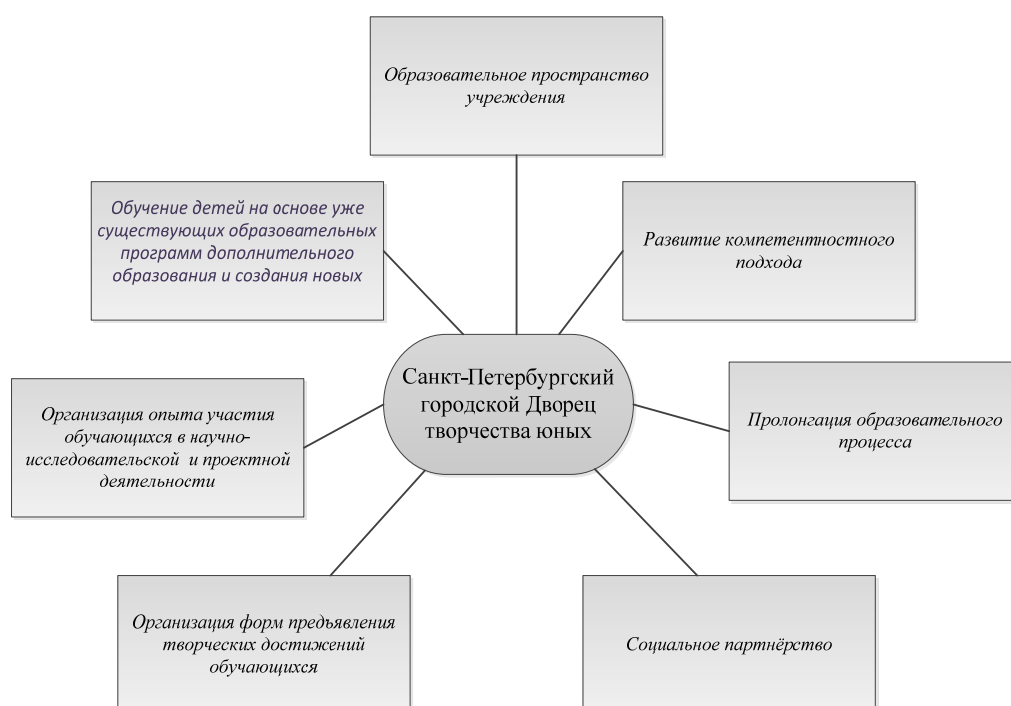 Образовательное пространство
учреждения
Обучение детей на основе уже
существующих образовательных
программ дополнительного
образования и создания новых
Развитие компетентностного
подхода
Санкт-Петербургский
городской Дворец
творчества юных
Организация опыта участия
обучающихся в научно-
исследовательской и проектной
деятельности
Пролонгация образовательного
процесса
Организация форм предъявления
творческих достижений
обучающихся
Социальное партнёрство